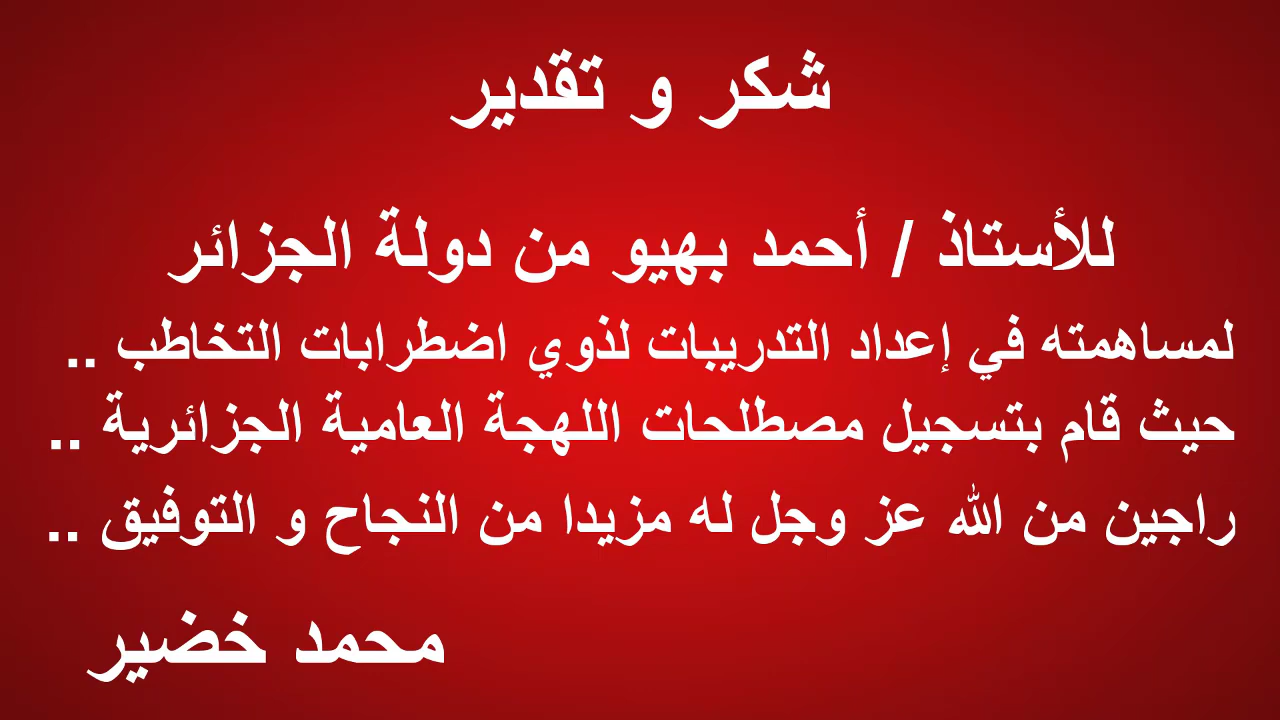 شكر و تقدير
للأستاذ / أحمد بهيو من دولة الجزائر
لمساهمته في إعداد التدريبات لذوي اضطرابات التخاطب ..
حيث قام بتسجيل مصطلحات اللهجة العامية الجزائرية ..
راجين من الله عز وجل له مزيدا من النجاح و التوفيق ..
محمد خضير